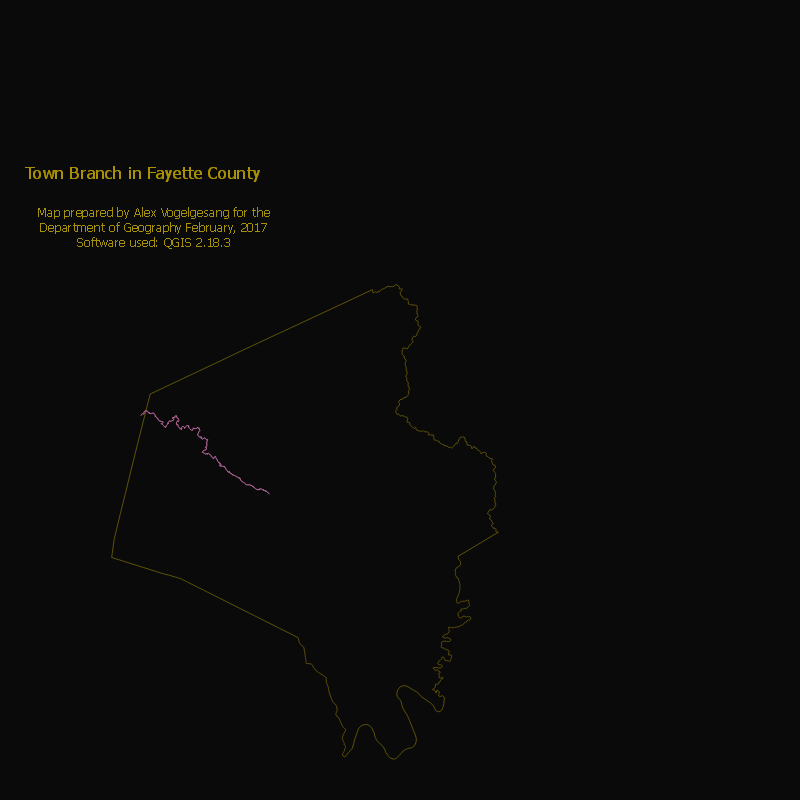 Town Branch in Fayette County
Map prepared by Alex Vogelgesang for the
Department of Geography February, 2017
Software used: QGIS 2.18.3